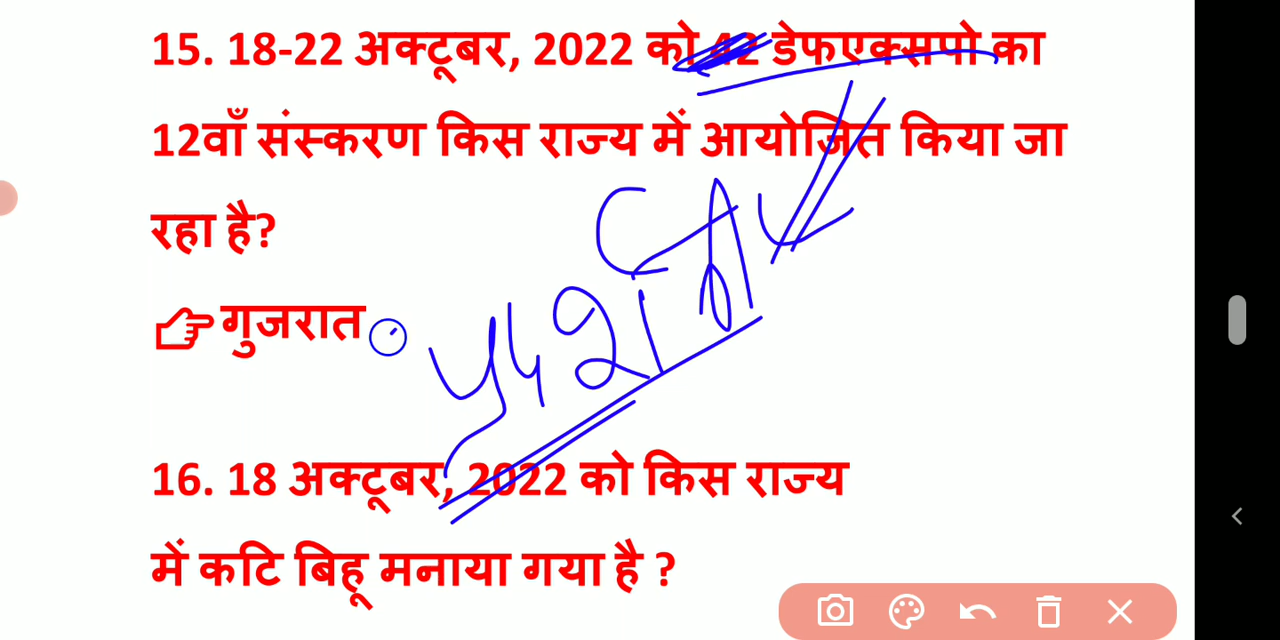 15. 18-22 अक्टूबर, 2022 को 42 डेफएक्सपो का
12वाँ संस्करण किस राज्य में आयोजित किया जा
रहा है?
गुजरात
16. 18 अक्टूबर, 2022 को किस राज्य
में कटि बिहू मनाया गया है ?